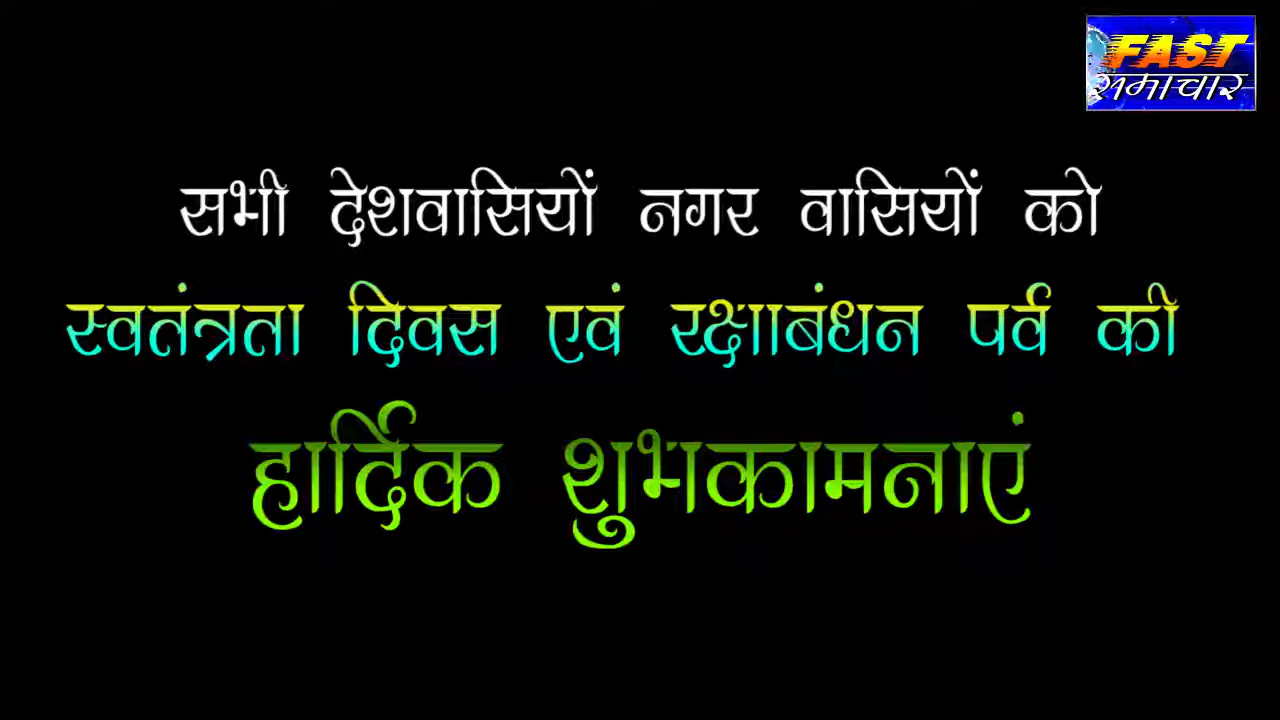 FAST
समाचार
सभी देशवासियों नगर वासियों को
स्वतंत्रता दिवस एवं रक्षाबंधन पर्व की
हार्दिक शुभकामनाएं